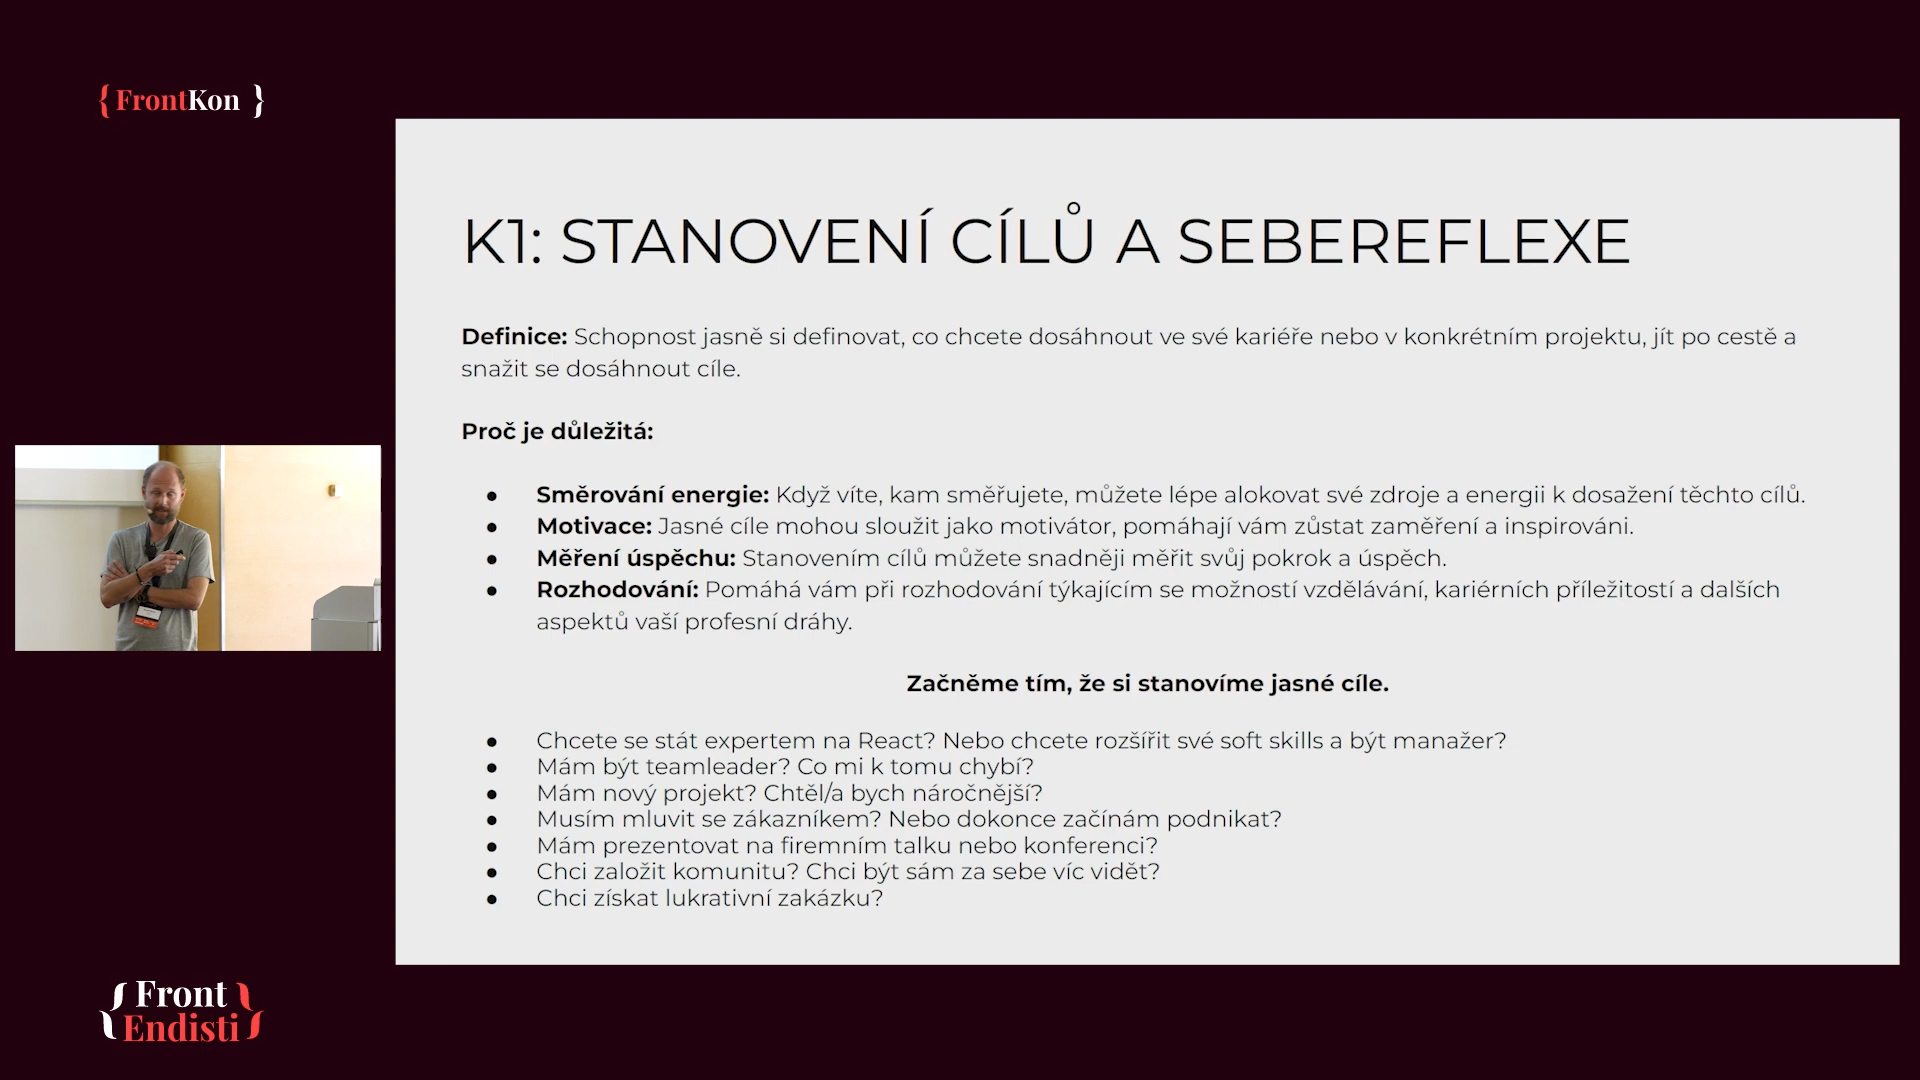 { FrontKon }
K1: STANOVENÍ CÍLŮ A SEBEREFLEXE
Definice: Schopnost jasně si definovat, co chcete dosáhnout ve své kariéře nebo v konkrétním projektu, jít po cestě a
snažit se dosáhnout cíle.
Proč je důležitá:
● Směrování energie: Když víte, kam směřujete, můžete lépe alokovat své zdroje a energii k dosažení těchto cílů.
● Motivace: Jasné cíle mohou sloužit jako motivátor, pomáhají vám zůstat zaměření a inspirováni.
● Měření úspěchu: Stanovením cílů můžete snadněji měřit svůj pokrok a úspěch.
● Rozhodování: Pomáhá vám při rozhodování týkajícím se možností vzdělávání, kariérních příležitostí a dalších
aspektů vaší profesní dráhy.
Začněme tím, že si stanovíme jasné cíle.
● Chcete se stát expertem na React? Nebo chcete rozšířit své soft skills a být manažer?
● Mám být teamleader? Co mi k tomu chybí?
● Mám nový projekt? Chtěl/a bych náročnější?
● Musím mluvit se zákazníkem? Nebo dokonce začínám podnikat?
● Mám prezentovat na firemním talku nebo konferenci?
● Chci založit komunitu? Chci být sám za sebe víc vidět?
● Chci získat lukrativní zakázku?
{ Front }
{ Endisti }